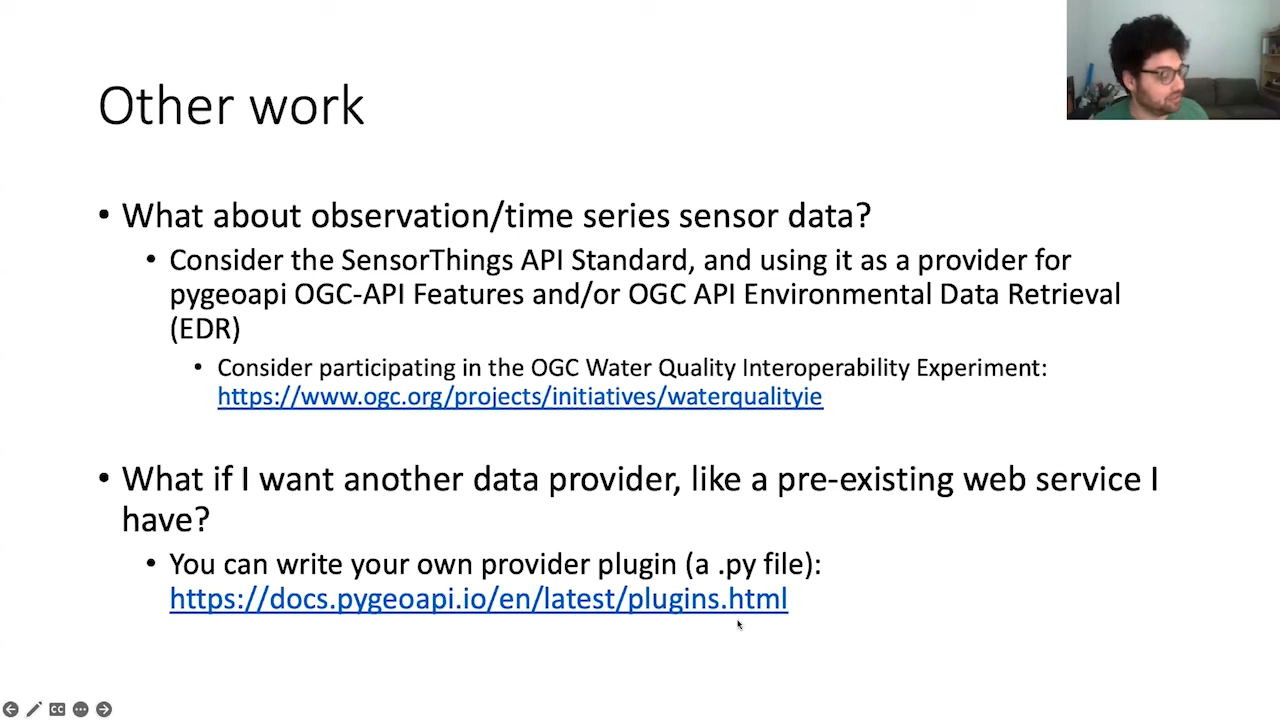 Other work
• What about observation/time series sensor data?
• Consider the SensorThings API Standard, and using it as a provider for
pygeoapi OGC-API Features and/or OGC API Environmental Data Retrieval
(EDR)
• Consider participating in the OGC Water Quality Interoperability Experiment:
https://www.ogc.org/projects/initiatives/waterqualityie
• What if I want another data provider, like a pre-existing web service I
have?
• You can write your own provider plugin (a .py file):
https://docs.pygeoapi.io/en/latest/plugins.html
CC